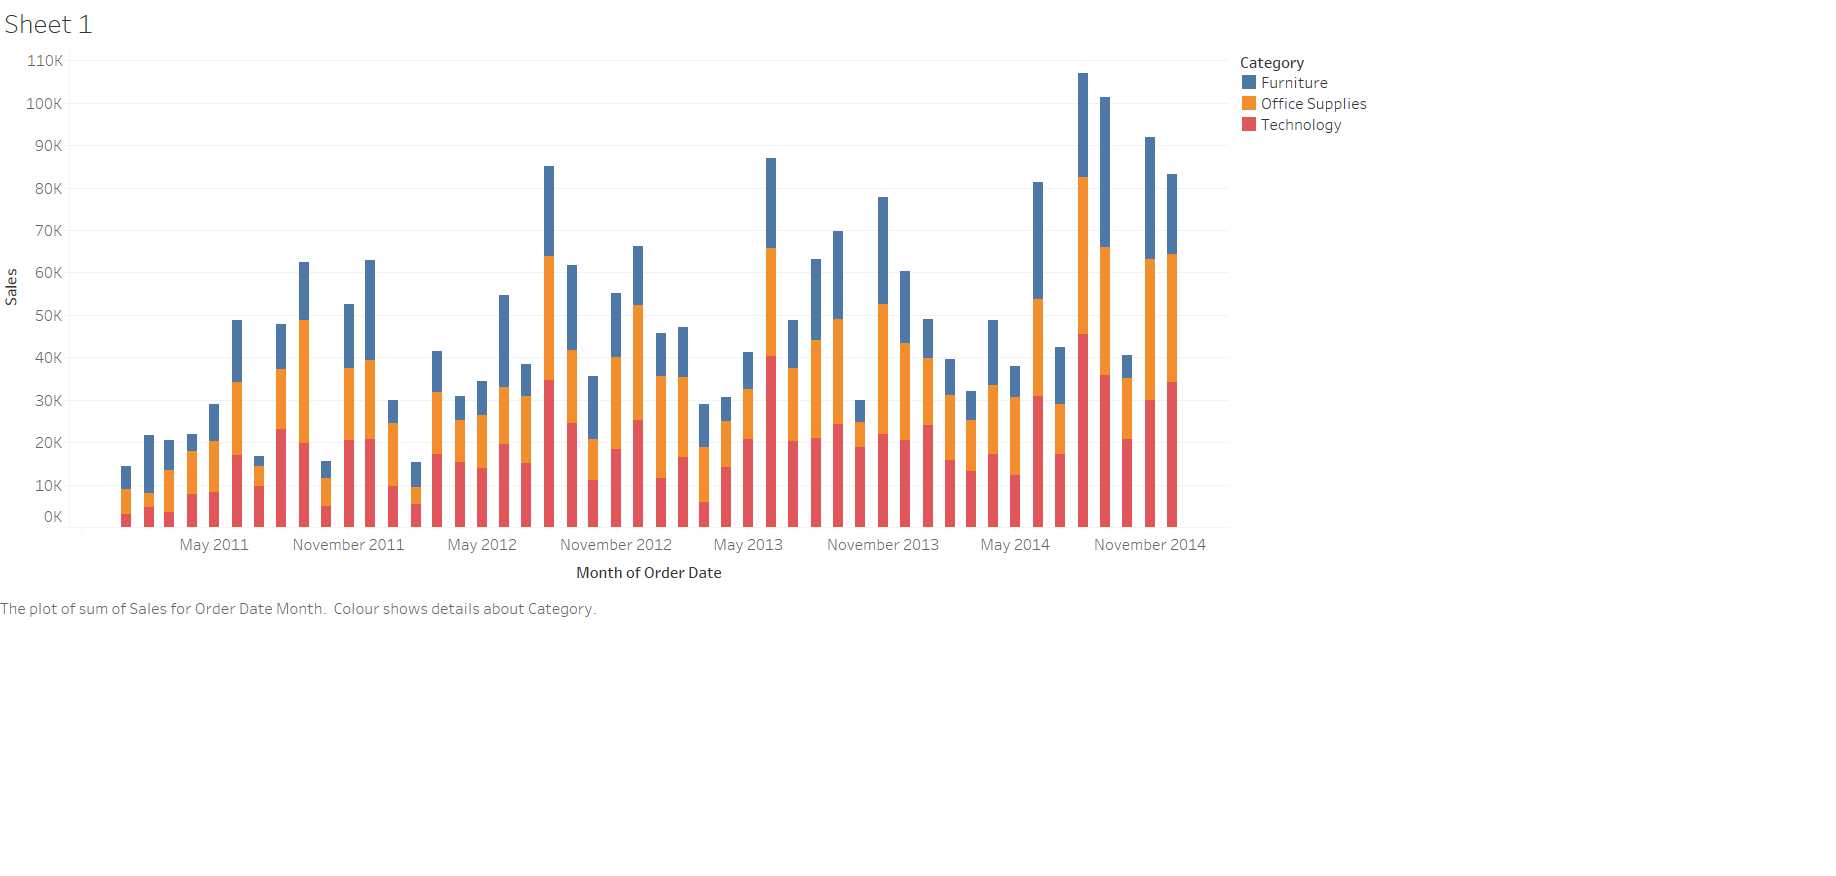 Sheet 1
110K
100K
90K
80K
70K
60K
50K
40K
30K
20K
10K
0K
Sales
May 2011 November 2011 May 2012 November 2012 May 2013 November 2013 May 2014 November 2014
Month of Order Date
Category
Furniture
Office Supplies
Technology
The plot of sum of Sales for Order Date Month.  Colour shows details about Category.